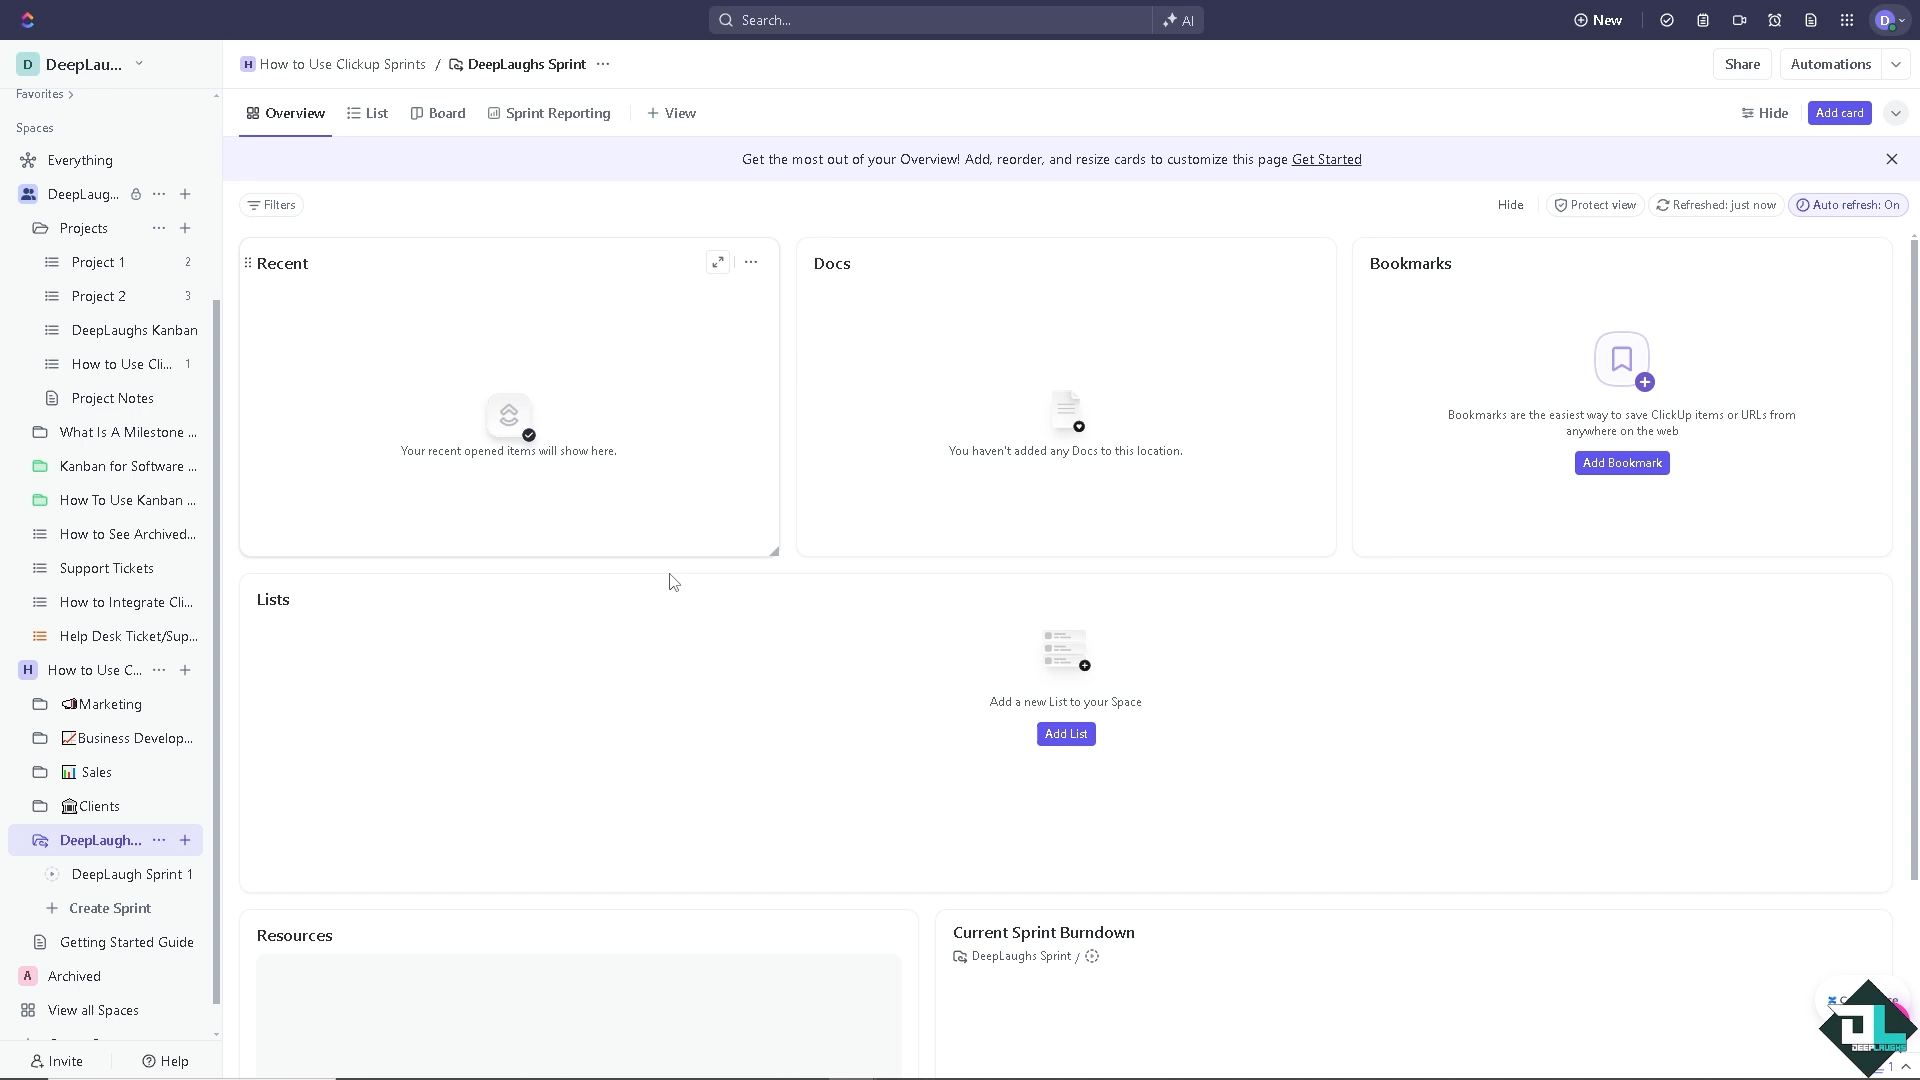 Search...
AI
New
D
D DeepLau...
H How to Use Clickup Sprints / DeepLaughs Sprint ...
Share
Automations
Favorites
Overview
List
Board
Sprint Reporting
+ View
Hide
Add card
Spaces
Get the most out of your Overview! Add, reorder, and resize cards to customize this page Get Started
Everything
DeepLaug...
Projects
Project 1 2
Project 2 3
DeepLaughs Kanban
How to Use Cli... 1
Project Notes
What Is A Milestone ...
Kanban for Software ...
How To Use Kanban ...
How to See Archived...
Support Tickets
How to Integrate Cli...
Help Desk Ticket/Sup...
H How to Use C...
Marketing
Business Develop...
Sales
Clients
DeepLaugh...
DeepLaugh Sprint 1
+ Create Sprint
Getting Started Guide
A Archived
View all Spaces
Invite
Help
Filters
Hide
Protect view
Refreshed: just now
Auto refresh: On
Recent
Your recent opened items will show here.
Docs
You haven't added any Docs to this location.
Bookmarks
Bookmarks are the easiest way to save ClickUp items or URLs from
anywhere on the web
Add Bookmark
Lists
Add a new List to your Space
Add List
Resources
Current Sprint Burndown
DeepLaughs Sprint /
DEEPLAUGHS
1